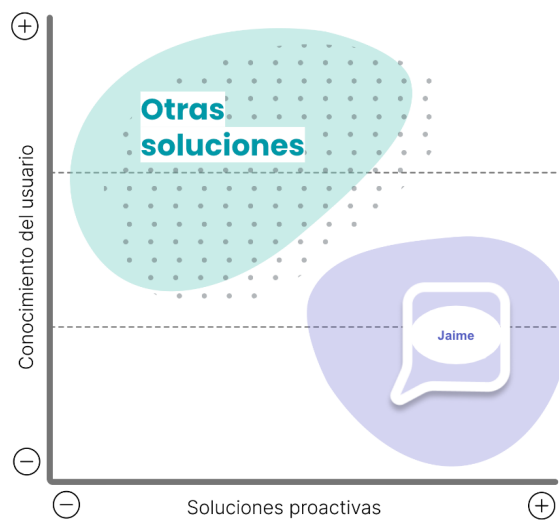 Otras
soluciones
Conocimiento del usuario
Jaime
Soluciones proactivas